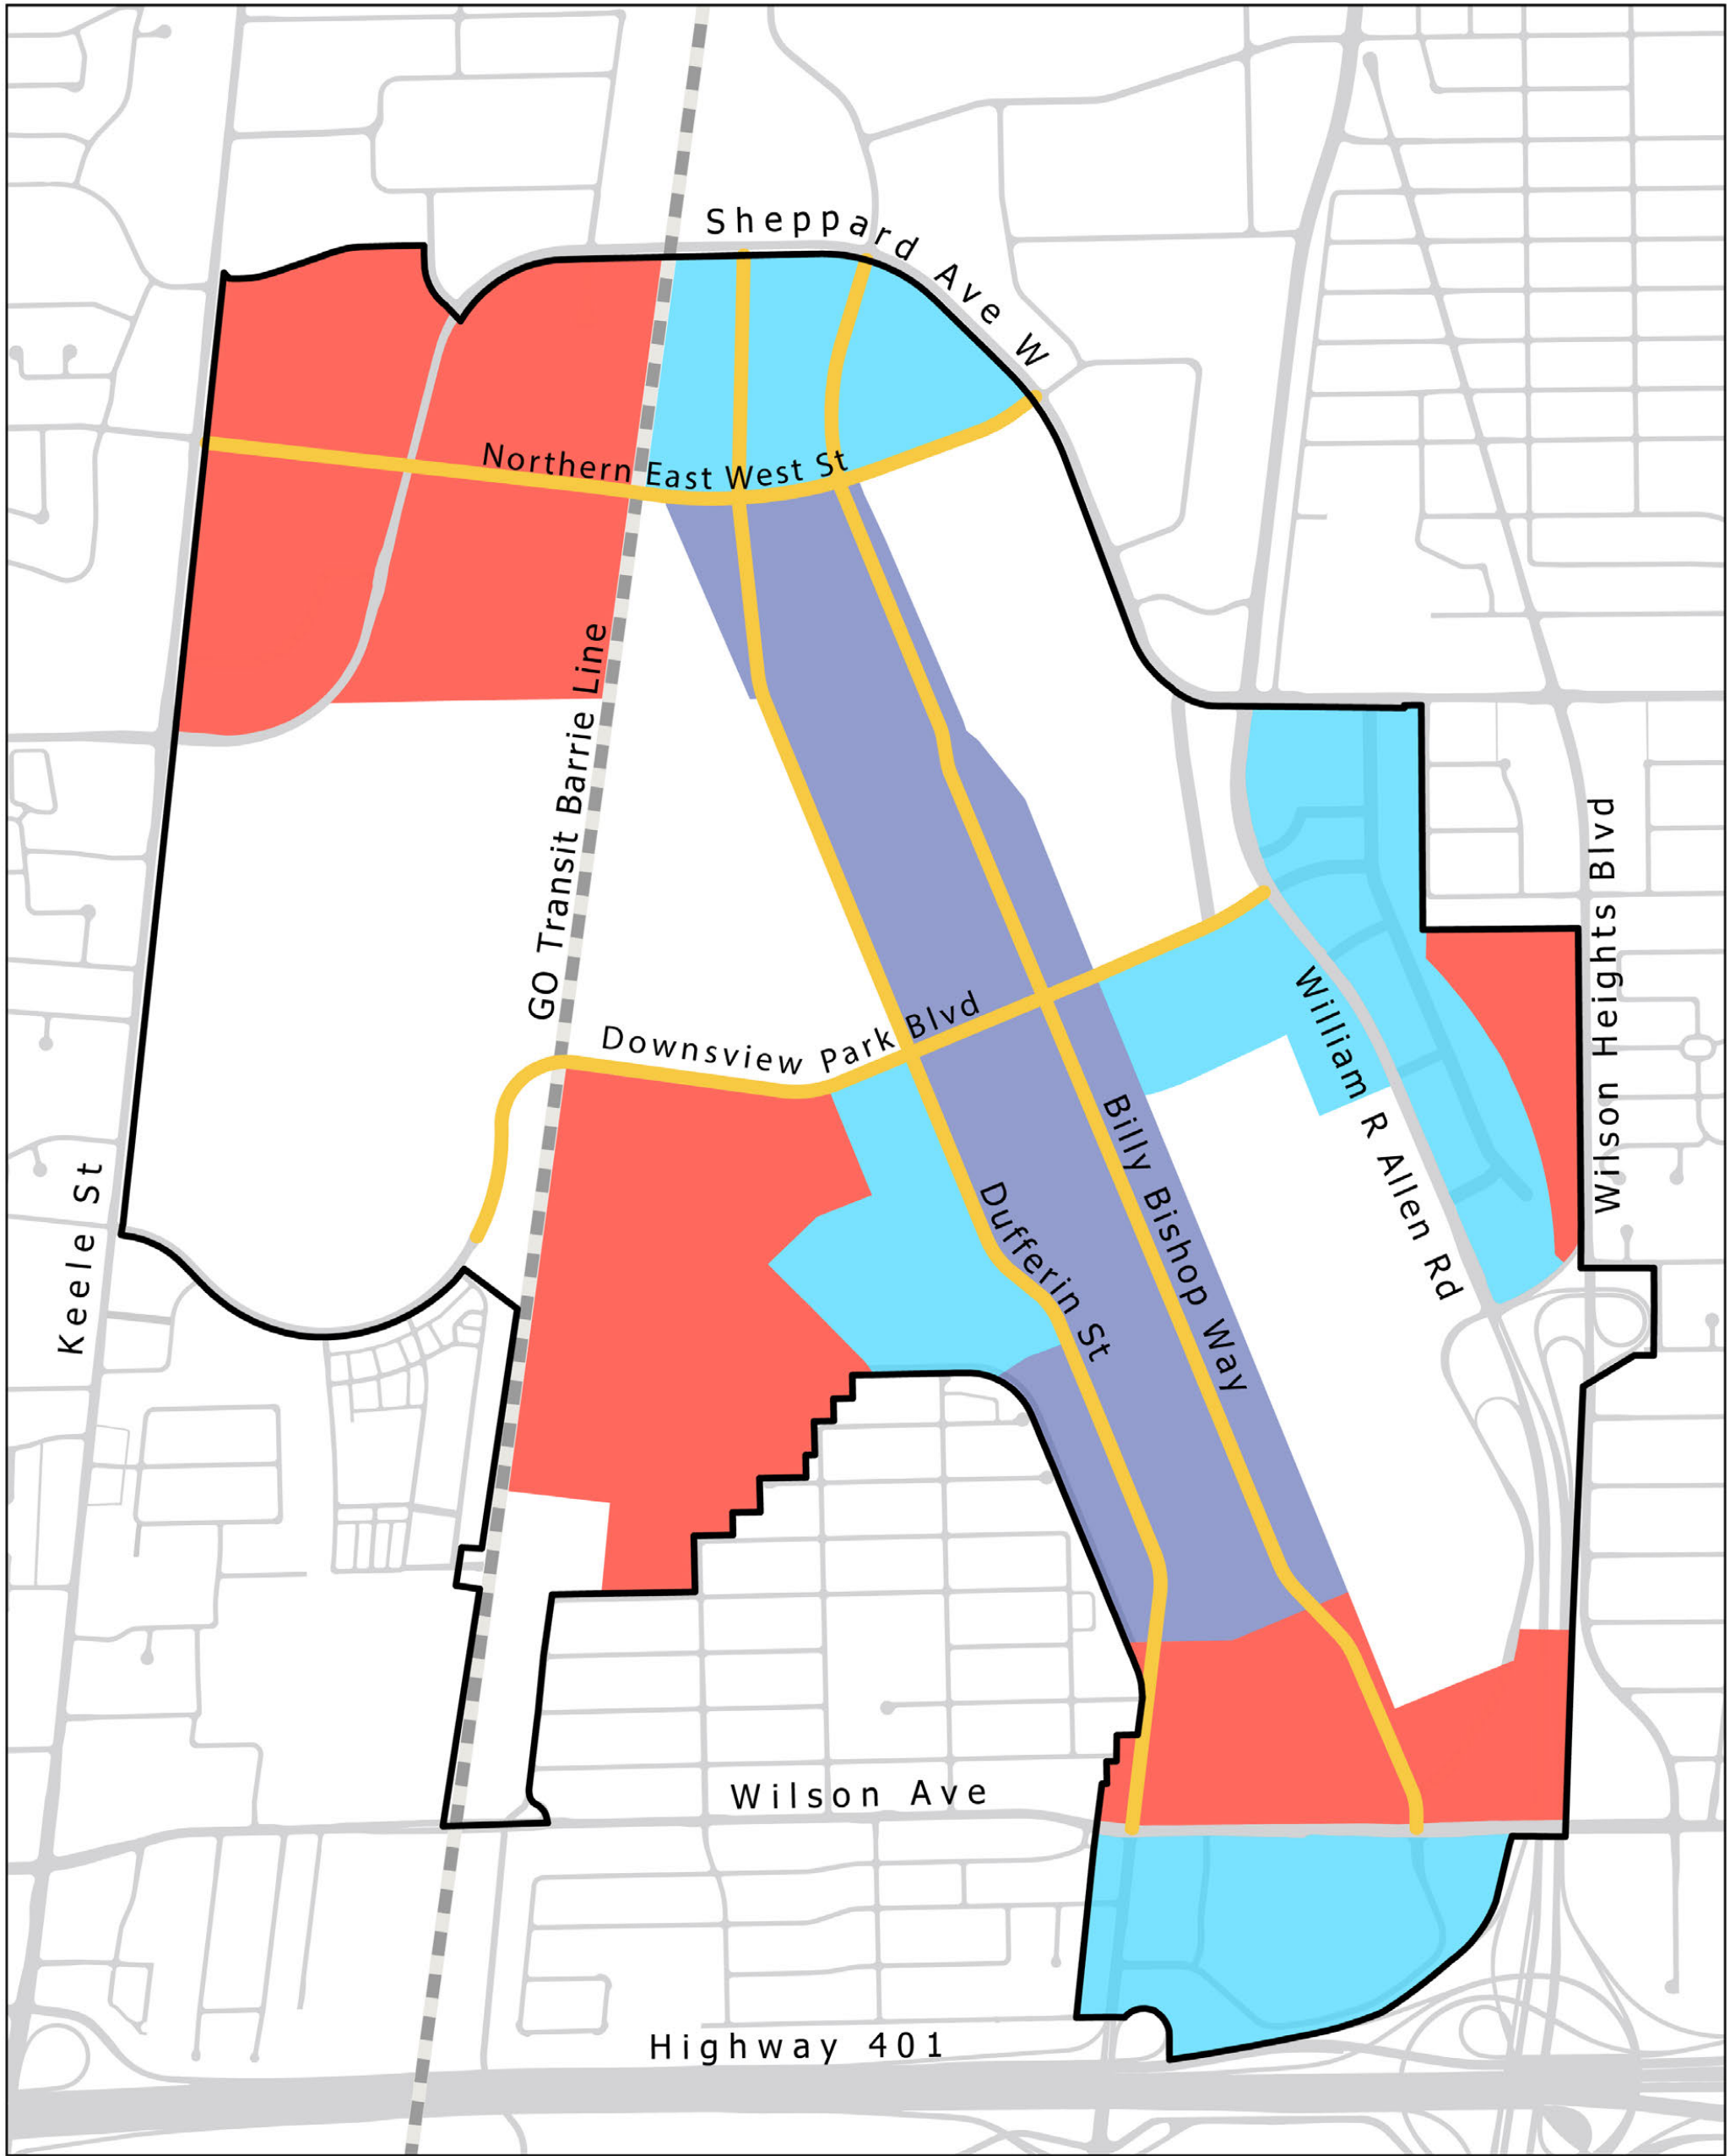 Sheppard Ave W
Northern East West St
GO Transit Barrie Line
Wilson Heights Blvd
William R Allen Rd
Downsview Park Blvd
Billy Bishop Way
Dufferin St
Keele St
Wilson Ave
Highway 401